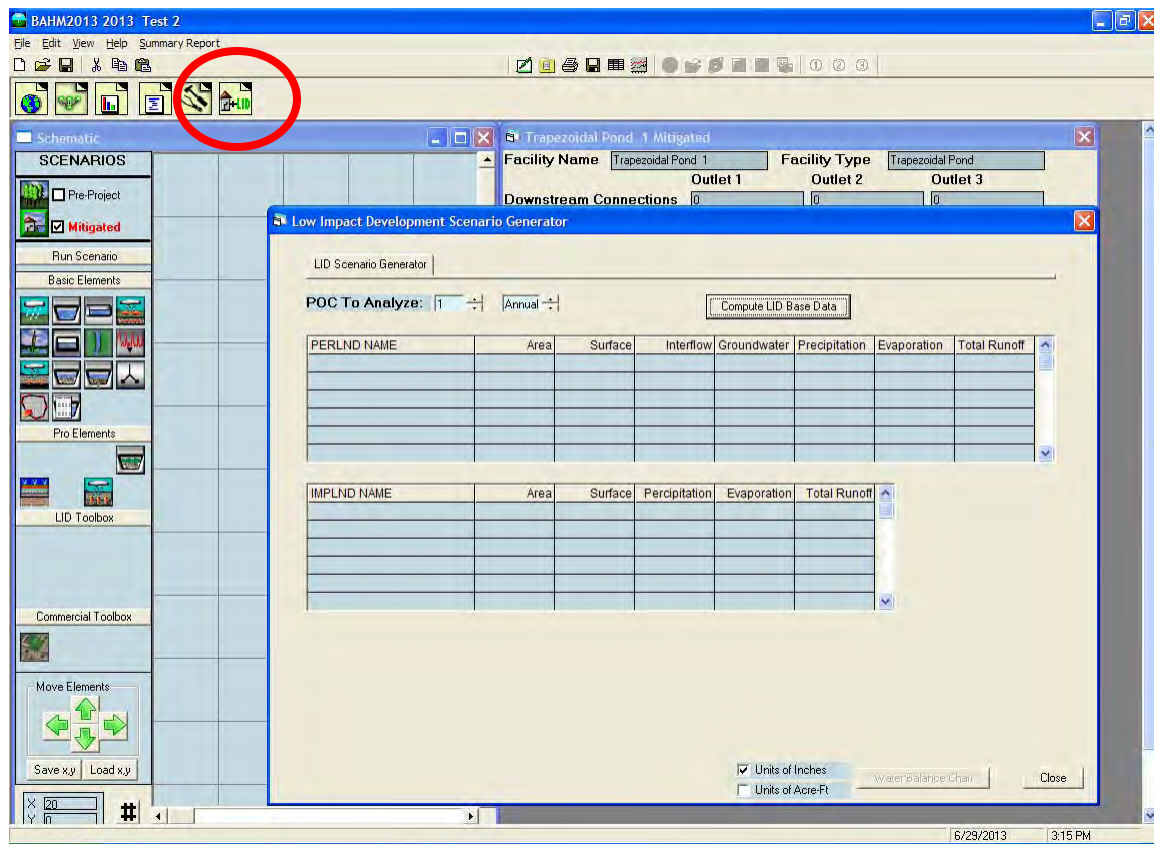 BAHM2013 2013 Test 2
File Edit View Help Summary Report
+LID
Schematic
SCENARIOS
Pre-Project
Mitigated
Run Scenario
Basic Elements
Pro Elements
LID Toolbox
Commercial Toolbox
Move Elements
Save x,y Load x,y
X 20
Y 0
#
Trapezoidal Pond 1 Mitigated
Facility Name Trapezoidal Pond 1 Facility Type Trapezoidal Pond
Outlet 1 Outlet 2 Outlet 3
Downstream Connections 0 0 0
Low Impact Development Scenario Generator
LID Scenario Generator
POC To Analyze: 1 Annual Compute LID Base Data
PERLND NAME Area Surface Interflow Groundwater Precipitation Evaporation Total Runoff
IMPLND NAME Area Surface Percipitation Evaporation Total Runoff
Units of Inches
Units of Acre-Ft
Water Balance Chart
Close
6/29/2013 3:15 PM